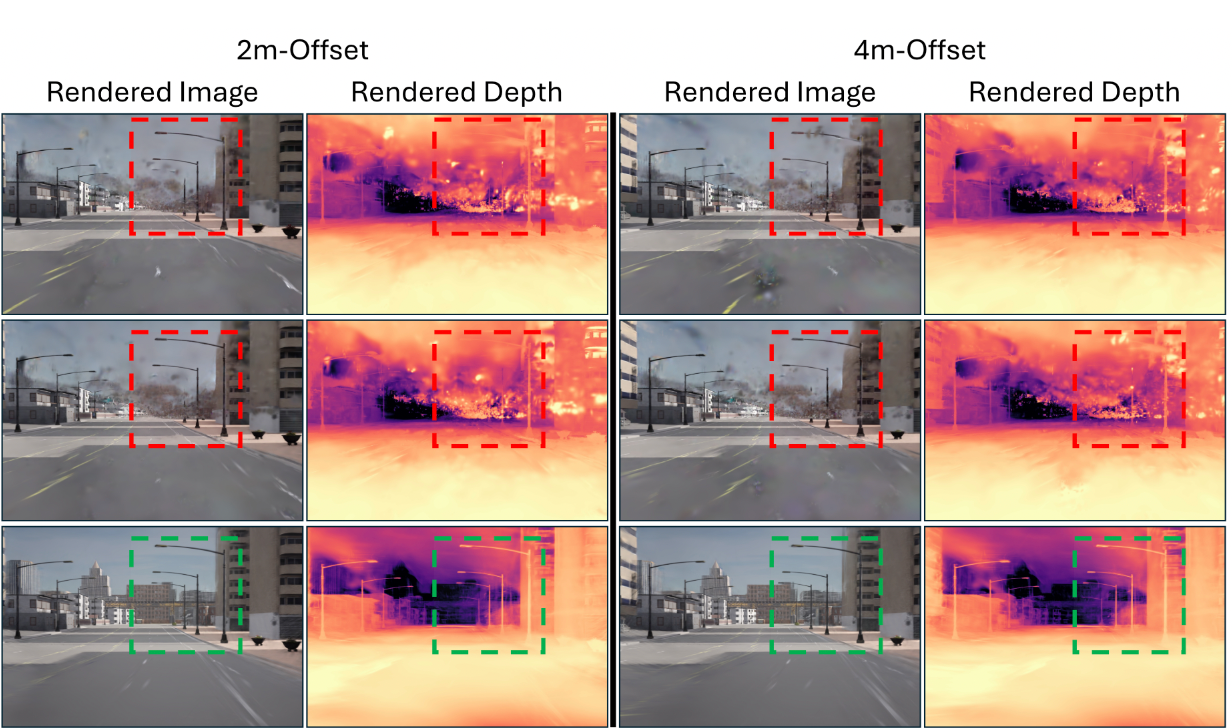 2m-Offset
4m-Offset
Rendered Image
Rendered Depth
Rendered Image
Rendered Depth